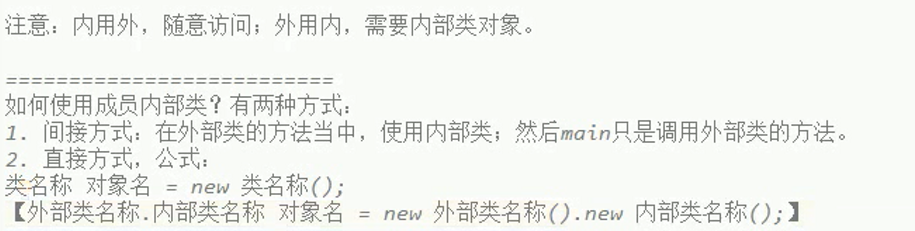 注意：内用外，随意访问；外用内，需要内部类对象。
==========================
如何使用成员内部类？有两种方式：
1. 间接方式：在外部类的方法当中，使用内部类；然后main只是调用外部类的方法。
2. 直接方式，公式：
类名称 对象名 = new 类名称();
【外部类名称.内部类名称 对象名 = new 外部类名称().new 内部类名称();】